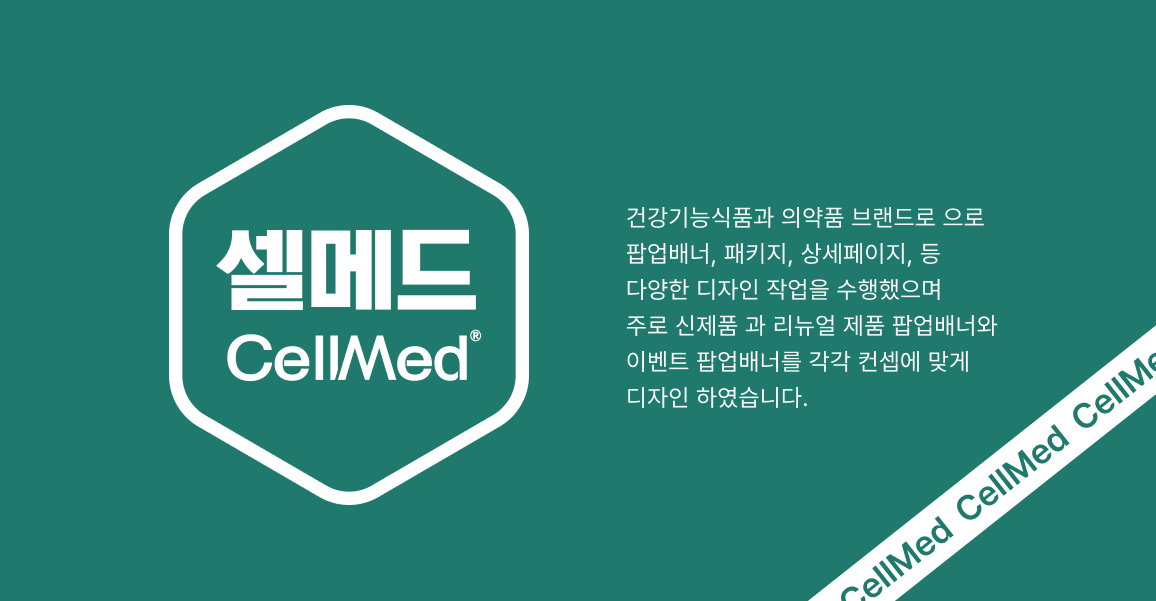 셀메드
CellMed®
건강기능식품과 의약품 브랜드로 으로
팝업배너, 패키지, 상세페이지, 등
다양한 디자인 작업을 수행했으며
주로 신제품 과 리뉴얼 제품 팝업배너와
이벤트 팝업배너를 각각 컨셉에 맞게
디자인 하였습니다.
CellMed CellMed CellMe